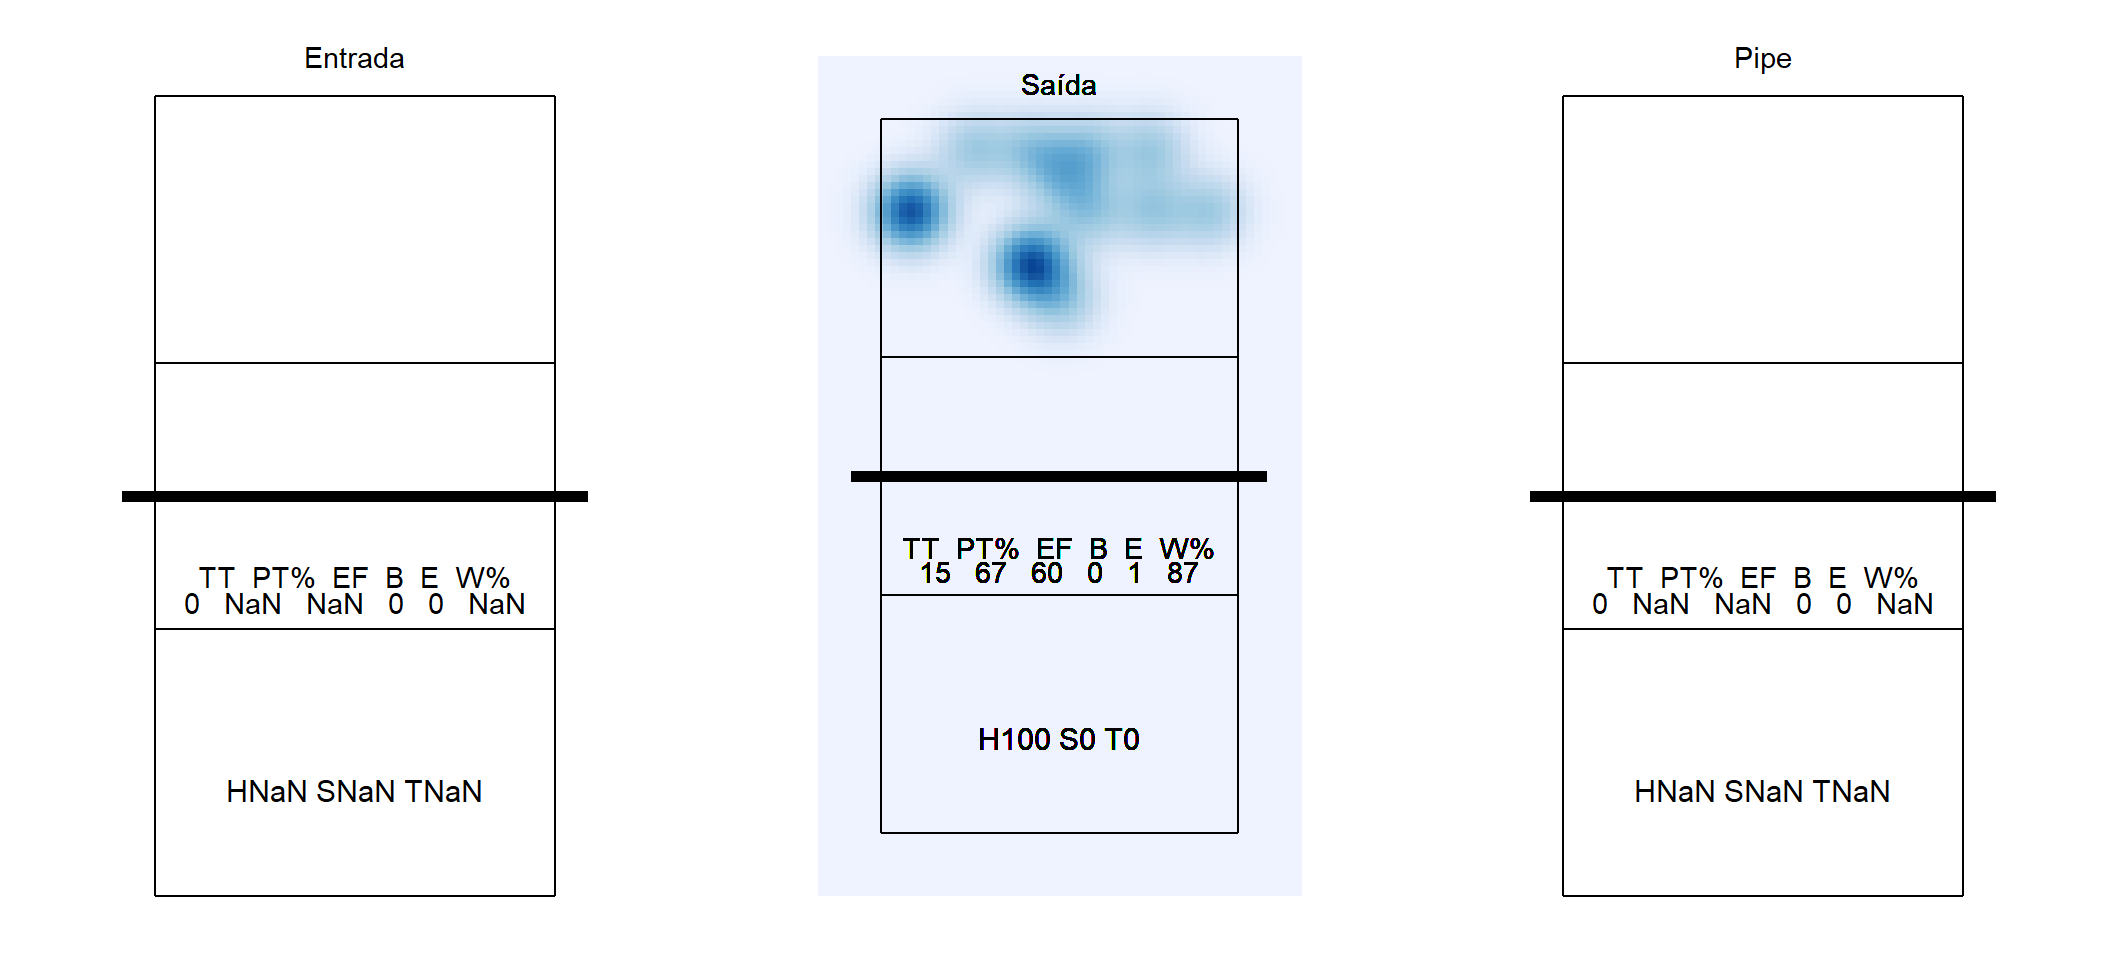 Entrada
TT PT% EF B E W%
0 NaN NaN 0 0 NaN
HNaN SNaN TNaN
Saída
TT PT% EF B E W%
15 67 60 0 1 87
H100 S0 T0
Pipe
TT PT% EF B E W%
0 NaN NaN 0 0 NaN
HNaN SNaN TNaN